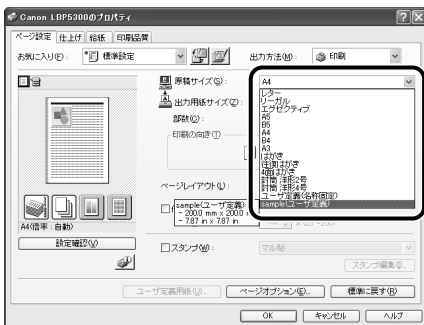 Canon LBP5300のプロパティ
ページ設定 仕上げ 給紙 印刷品質
お気に入り(F): 標準設定 出力方法(M): 印刷
原稿サイズ(S): A4
出力用紙サイズ(Z):
部数(C):
印刷の向き(T)
レター
リーガル
エグゼクティブ
A5
B5
A4
B4
A3
はがき
往復はがき
4面はがき
封筒 洋形2号
封筒 洋形4号
ユーザ定義(名称固定)
sample(ユーザ定義)
ページレイアウト(L):
sample(ユーザ定義)
- 200.0 mm x 200.0
- 7.87 in x 7.87 in
A4(倍率: 自動)
設定確認(V)
スタンプ(W): マル秘
スタンプ編集(O)...
ユーザ定義用紙(U)... ページオプション(E)... 標準に戻す(R)
OK キャンセル ヘルプ